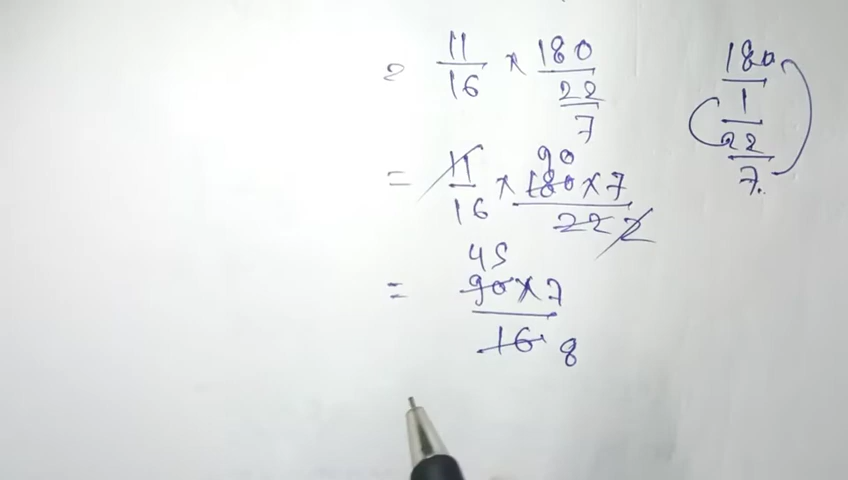 = 11/16 × 180/(22/7)
= 11/16 × (180 × 7)/22 90 2
= (90 × 7)/16 45 8
180/1
22/7.